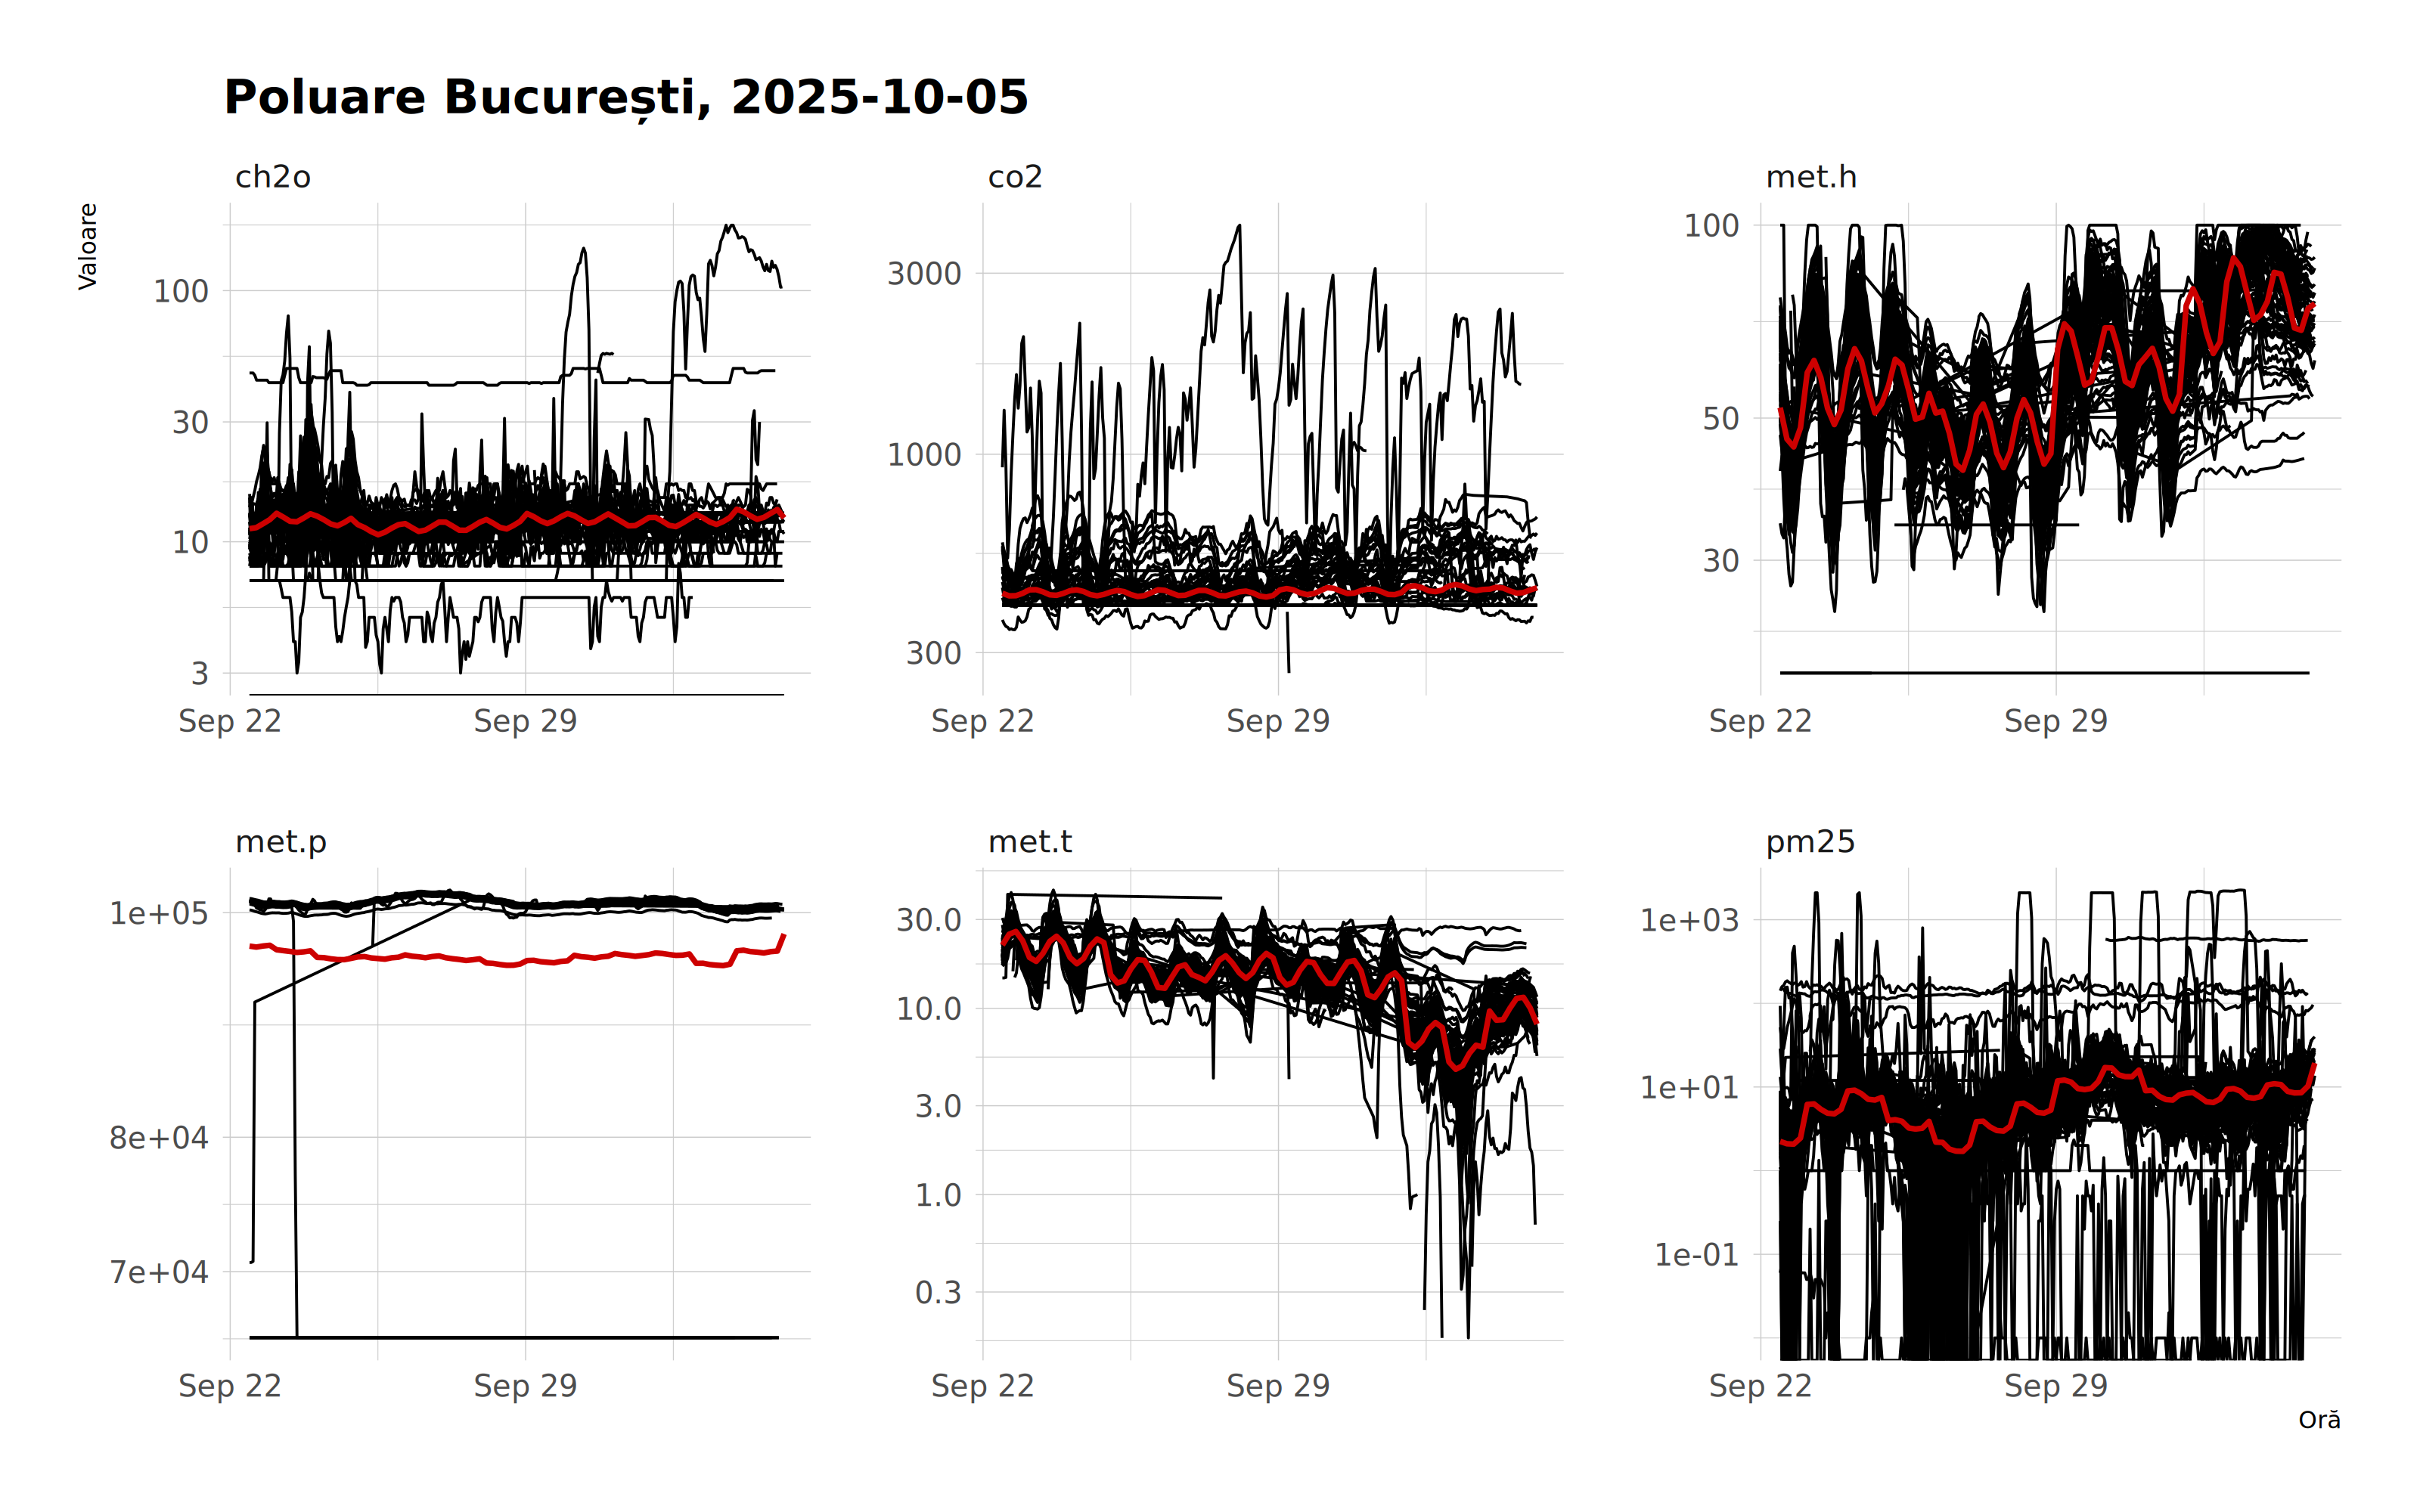 Poluare București, 2025-10-05
Valoare
ch2o
100
30
10
3
Sep 22 Sep 29
co2
3000
1000
300
Sep 22 Sep 29
met.h
100
50
30
Sep 22 Sep 29
met.p
1e+05
8e+04
7e+04
Sep 22 Sep 29
met.t
30.0
10.0
3.0
1.0
0.3
Sep 22 Sep 29
pm25
1e+03
1e+01
1e-01
Sep 22 Sep 29
Oră